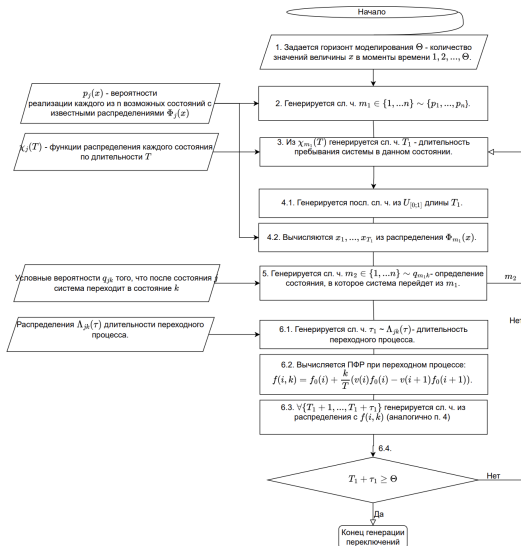 Начало
1. Задается горизонт моделирования Θ - количество
значений величины x в моменты времени 1, 2, ..., Θ.
p_j(x) - вероятности
реализации каждого из n возможных состояний с
известными распределениями Φ_j(x)
2. Генерируется сл. ч. m_1 ∈ {1, ...n} ~ {p_1, ..., p_n}.
χ_j(T) - функции распределения каждого состояния
по длительности T
3. Из χ_{m_1}(T) генерируется сл. ч. T_1 - длительность
пребывания системы в данном состоянии.
4.1. Генерируется посл. сл. ч. из U_{[0;1]} длины T_1.
4.2. Вычисляются x_1, ..., x_{T_1} из распределения Φ_{m_1}(x).
Условные вероятности q_{jk} того, что после состояния j
система переходит в состояние k
5. Генерируется сл. ч. m_2 ∈ {1, ...n} ~ q_{m_1k}- определение
состояния, в которое система перейдет из m_1.
m_2
Нет
Распределения Λ_{jk}(τ) длительности переходного
процесса.
6.1. Генерируется сл. ч. τ_1 ~ Λ_{jk}(τ)- длительность
переходного процесса.
6.2. Вычисляется ПФР при переходном процессе:
f(i, k) = f_0(i) + k/T (v(i)f_0(i) − v(i + 1)f_0(i + 1)).
6.3. ∀{T_1 + 1, ..., T_1 + τ_1} генерируется сл. ч. из
распределения с f(i, k) (аналогично п. 4)
6.4.
T_1 + τ_1 ≥ Θ
Нет
Да
Конец генерации
переключений